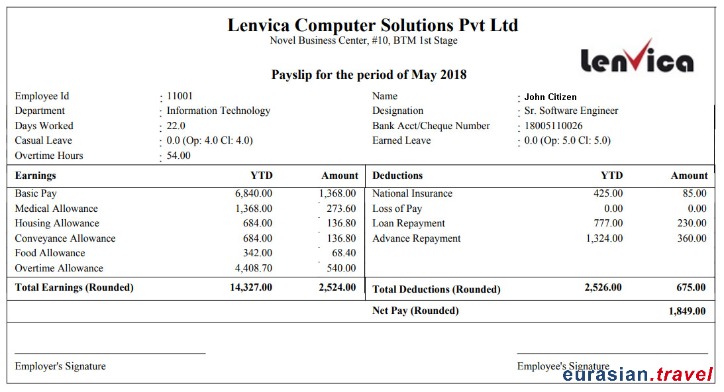 Lenvica Computer Solutions Pvt Ltd
Novel Business Center, #10, BTM 1st Stage
Lenvica
Payslip for the period of May 2018
Employee Id : 11001 Name : John Citizen
Department : Information Technology Designation : Sr. Software Engineer
Days Worked : 22.0 Bank Acct/Cheque Number : 18005110026
Casual Leave : 0.0 (Op: 4.0 Cl: 4.0) Earned Leave : 0.0 (Op: 5.0 Cl: 5.0)
Overtime Hours : 54.00
Earnings YTD Amount Deductions YTD Amount
Basic Pay 6,840.00 1,368.00 National Insurance 425.00 85.00
Medical Allowance 1,368.00 273.60 Loss of Pay 0.00 0.00
Housing Allowance 684.00 136.80 Loan Repayment 777.00 230.00
Conveyance Allowance 684.00 136.80 Advance Repayment 1,324.00 360.00
Food Allowance 342.00 68.40
Overtime Allowance 4,408.70 540.00
Total Earnings (Rounded) 14,327.00 2,524.00 Total Deductions (Rounded) 2,526.00 675.00
Net Pay (Rounded) 1,849.00
Employer's Signature Employee's Signature
eurasian.travel